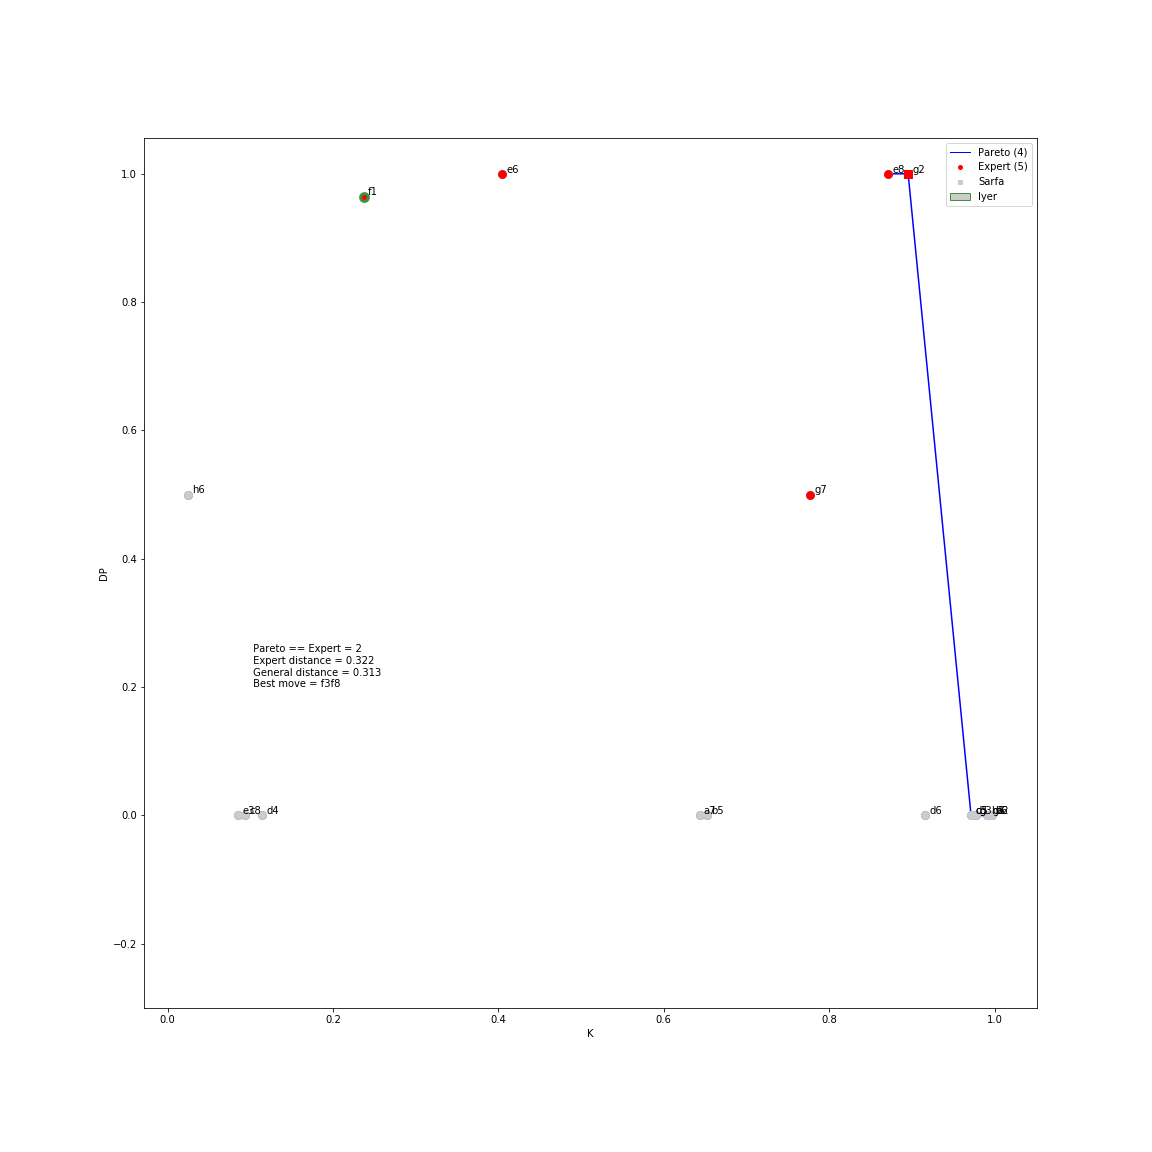 Pareto (4)
Expert (5)
Sarfa
Iyer
1.0
e6
e8
g2
f1
0.8
0.6
h6
g7
0.4
DP
Pareto == Expert = 2
Expert distance = 0.322
General distance = 0.313
Best move = f3f8
0.2
0.0
d4
d6
−0.2
0.0
0.2
0.4
0.6
0.8
1.0
K